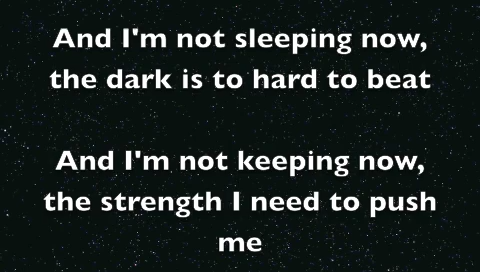 And I'm not sleeping now,
the dark is to hard to beat
And I'm not keeping now,
the strength I need to push
me